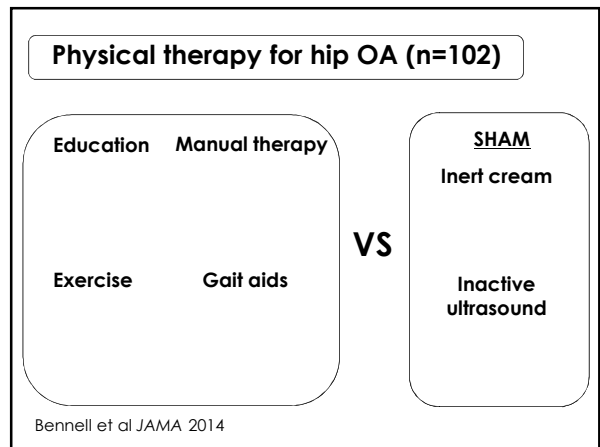 Physical therapy for hip OA (n=102)
Education Manual therapy
Exercise Gait aids
VS
SHAM
Inert cream
Inactive
ultrasound
Bennell et al JAMA 2014